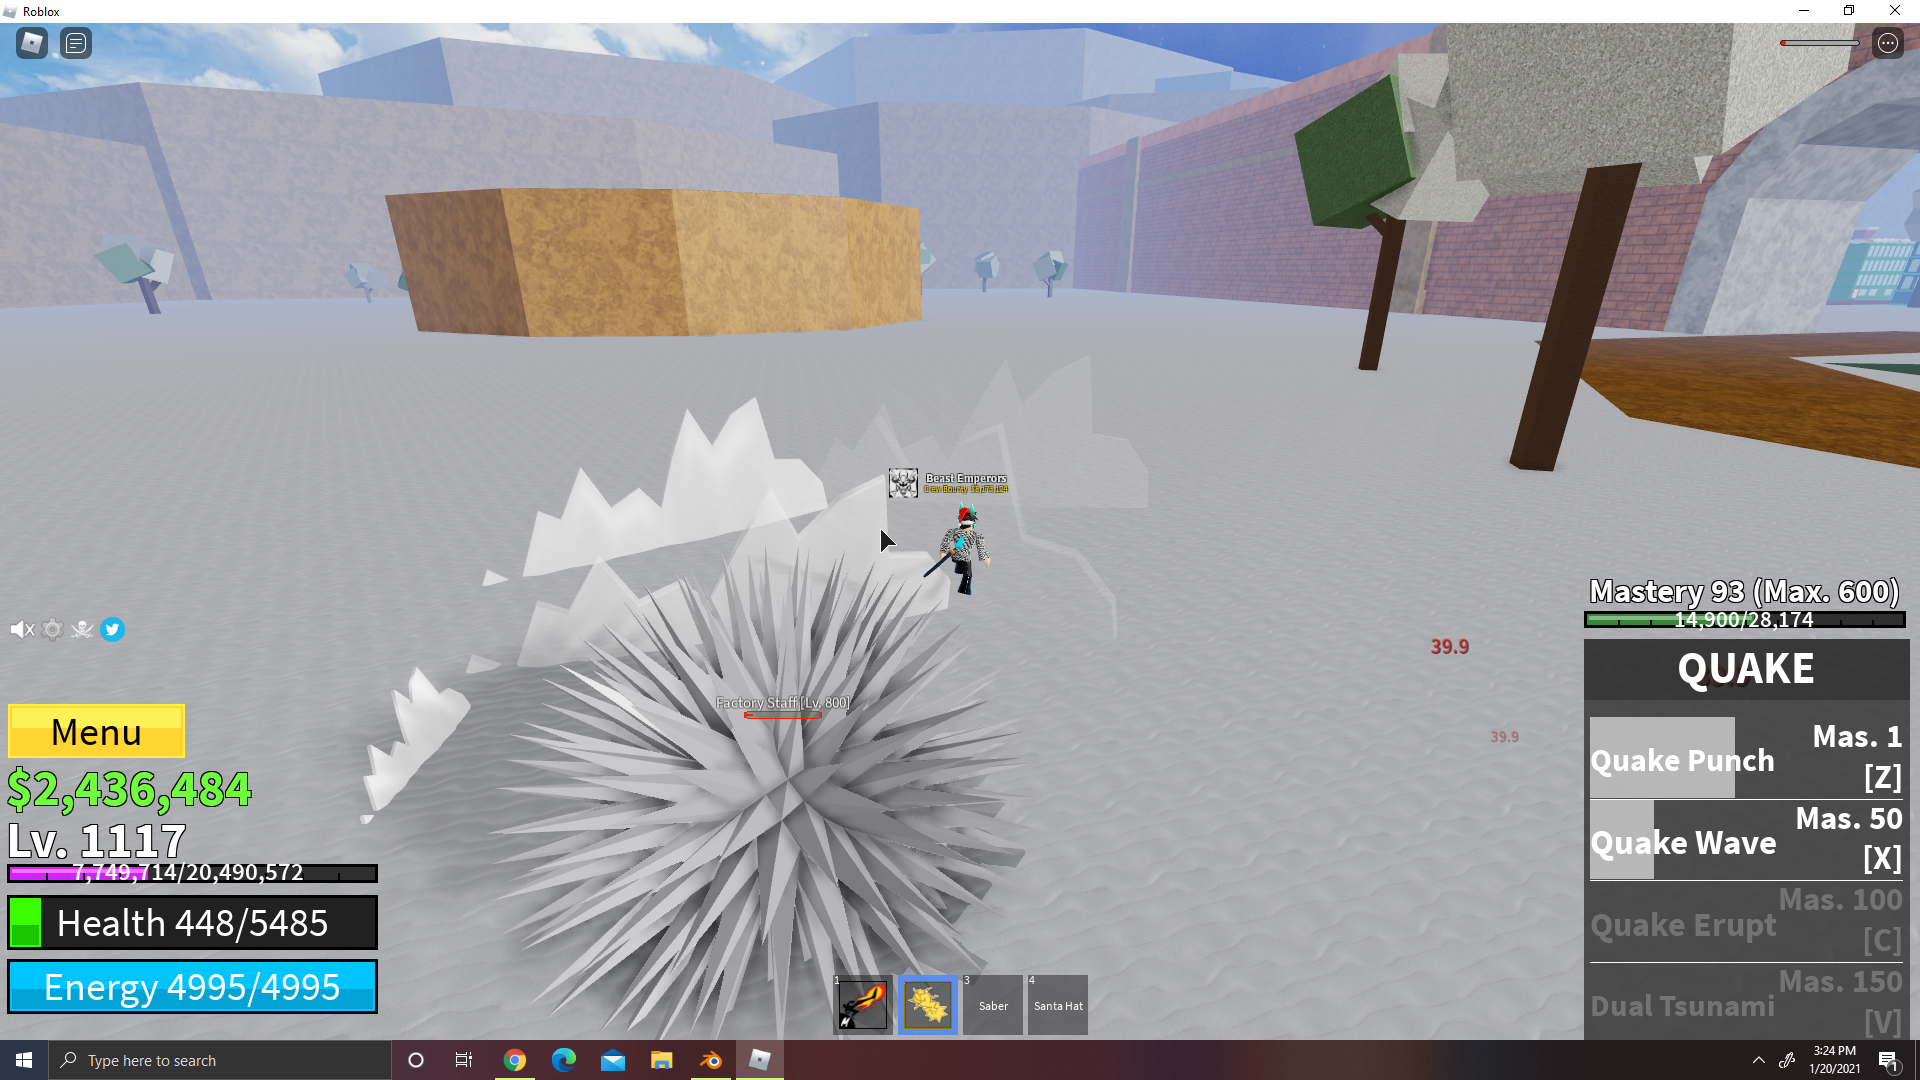 Roblox
Beast Emperors
Mastery 93 (Max. 600)
14,900/28,174
39.9
QUAKE
Factory Staff [Lv. 800]
Menu
39.9
Mas. 1
Quake Punch
[Z]
$2,436,484
Mas. 50
Lv. 1117
Quake Wave
[X]
7,749,714/20,490,572
Mas. 100
Health 448/5485
Quake Erupt
[C]
Energy 4995/4995
Mas. 150
Dual Tsunami
[V]
1
3
4
Saber
Santa Hat
Type here to search
3:24 PM
1/20/2021
1